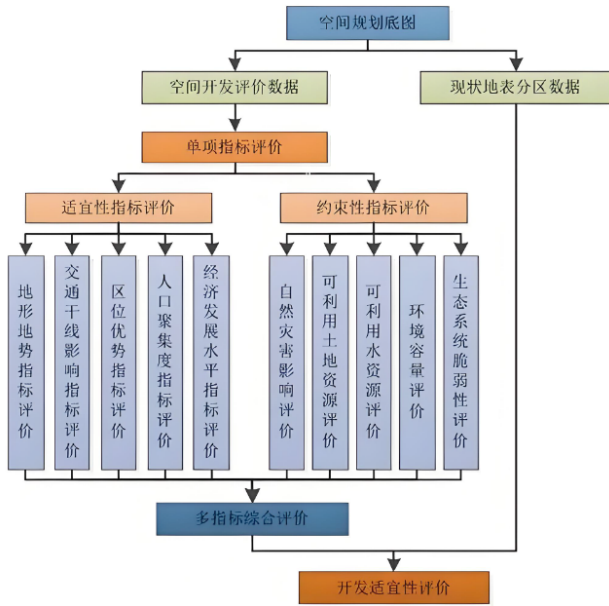 空间规划底图
空间开发评价数据
现状地表分区数据
单项指标评价
适宜性指标评价
约束性指标评价
地形地势指标评价
交通干线影响指标评价
区位优势指标评价
人口聚集度指标评价
经济发展水平指标评价
自然灾害影响评价
可利用土地资源评价
可利用水资源评价
环境容量评价
生态系统脆弱性评价
多指标综合评价
开发适宜性评价